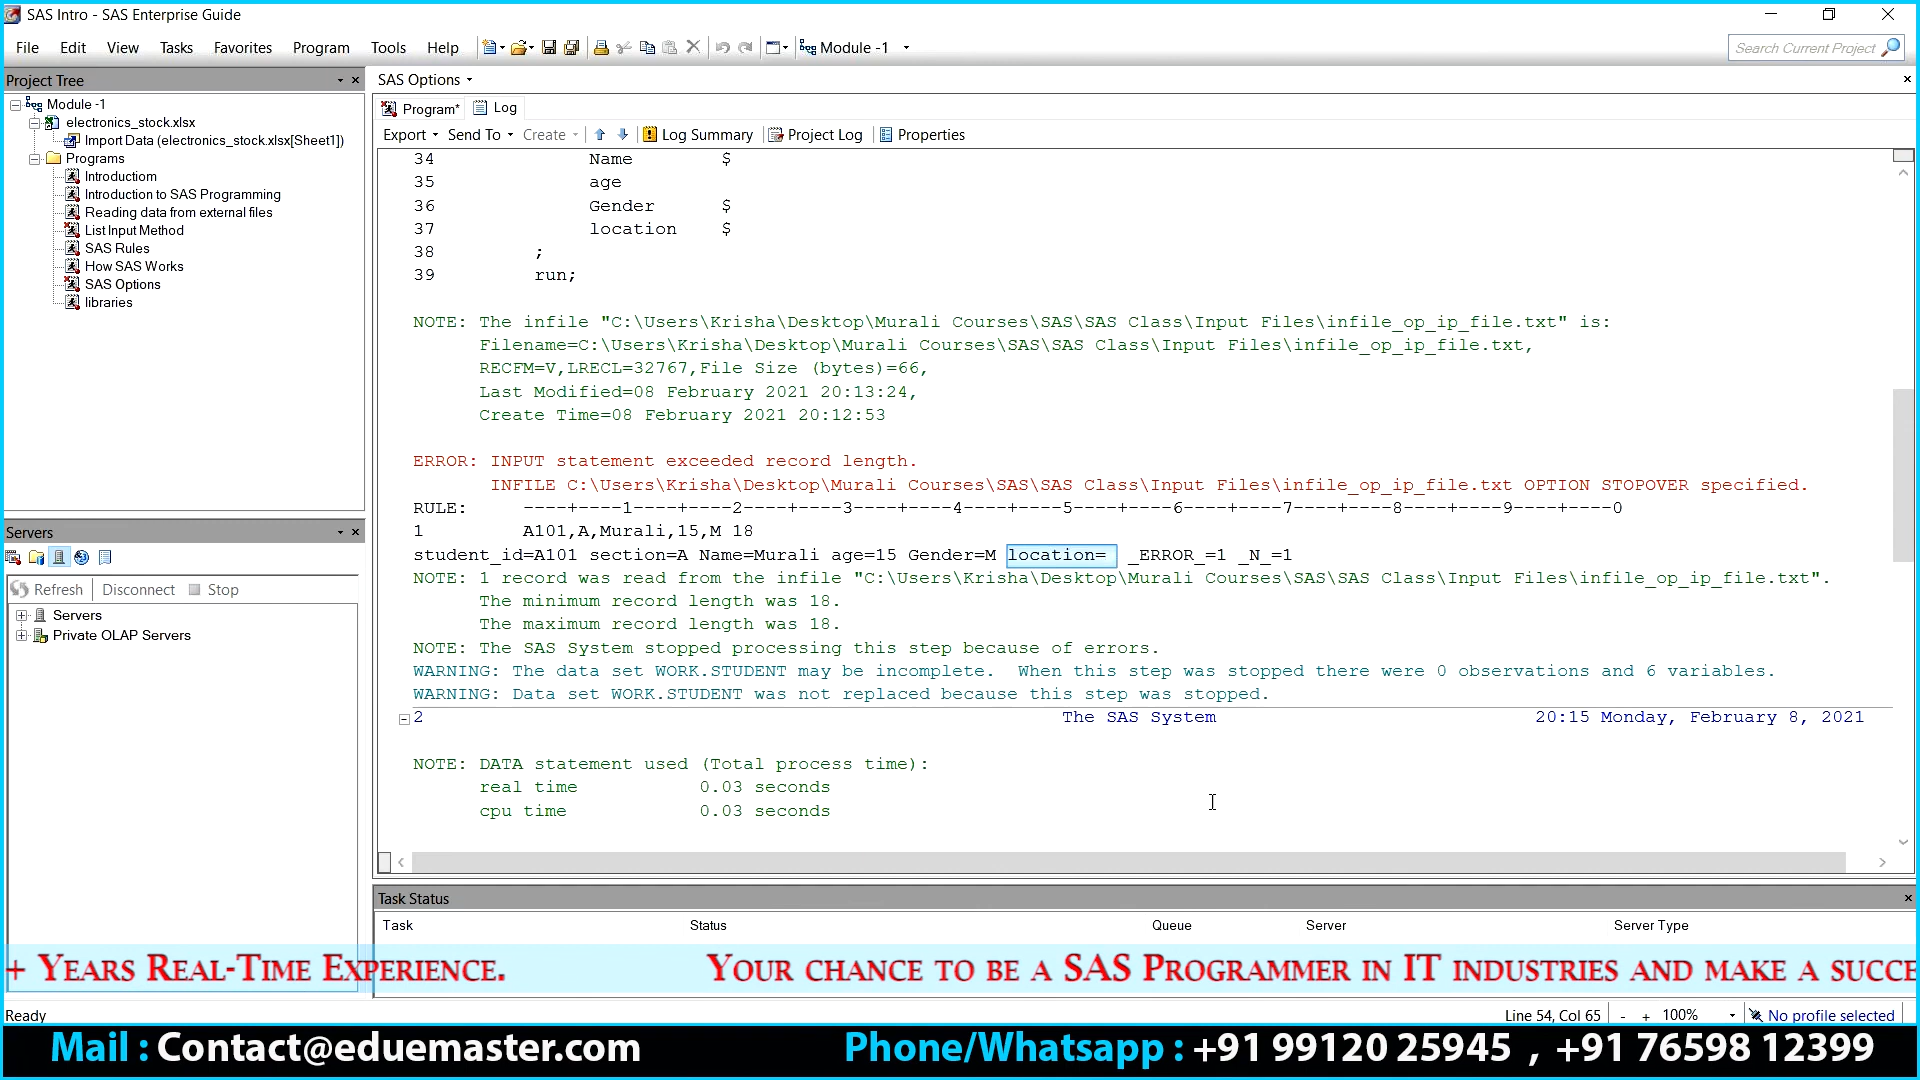 SAS Intro - SAS Enterprise Guide
File Edit View Tasks Favorites Program Tools Help Module -1 Search Current Project
Project Tree
Module -1
electronics_stock.xlsx
Import Data (electronics_stock.xlsx[Sheet1])
Programs
Introductiom
Introduction to SAS Programming
Reading data from external files
List Input Method
SAS Rules
How SAS Works
SAS Options
libraries
Servers
Refresh Disconnect Stop
Servers
Private OLAP Servers
SAS Options
Program* Log
Export Send To Create Log Summary Project Log Properties
34 Name $
35 age
36 Gender $
37 location $
38 ;
39 run;
NOTE: The infile "C:\Users\Krisha\Desktop\Murali Courses\SAS\SAS Class\Input Files\infile_op_ip_file.txt" is:
Filename=C:\Users\Krisha\Desktop\Murali Courses\SAS\SAS Class\Input Files\infile_op_ip_file.txt,
RECFM=V,LRECL=32767,File Size (bytes)=66,
Last Modified=08 February 2021 20:13:24,
Create Time=08 February 2021 20:12:53
ERROR: INPUT statement exceeded record length.
INFILE C:\Users\Krisha\Desktop\Murali Courses\SAS\SAS Class\Input Files\infile_op_ip_file.txt OPTION STOPOVER specified.
RULE: ----+----1----+----2----+----3----+----4----+----5----+----6----+----7----+----8----+----9----+----0
1 A101,A,Murali,15,M 18
student_id=A101 section=A Name=Murali age=15 Gender=M location= _ERROR_=1 _N_=1
NOTE: 1 record was read from the infile "C:\Users\Krisha\Desktop\Murali Courses\SAS\SAS Class\Input Files\infile_op_ip_file.txt".
The minimum record length was 18.
The maximum record length was 18.
NOTE: The SAS System stopped processing this step because of errors.
WARNING: The data set WORK.STUDENT may be incomplete. When this step was stopped there were 0 observations and 6 variables.
WARNING: Data set WORK.STUDENT was not replaced because this step was stopped.
2 The SAS System 20:15 Monday, February 8, 2021
NOTE: DATA statement used (Total process time):
real time 0.03 seconds
cpu time 0.03 seconds
Task Status
Task Status Queue Server Server Type
+ YEARS REAL-TIME EXPERIENCE. YOUR CHANCE TO BE A SAS PROGRAMMER IN IT INDUSTRIES AND MAKE A SUCCE
Ready Line 54, Col 65 - + 100% No profile selected
Mail : Contact@eduemaster.com Phone/Whatsapp : +91 99120 25945 , +91 76598 12399